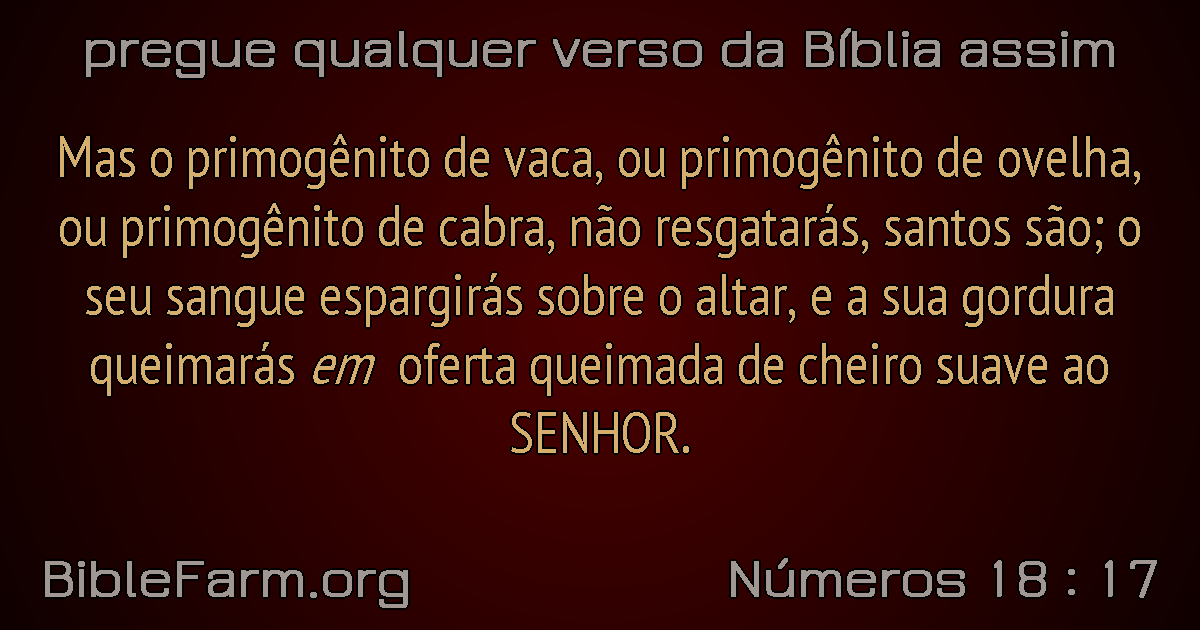 pregue qualquer verso da Bíblia assim
Mas o primogênito de vaca, ou primogênito de ovelha,
ou primogênito de cabra, não resgatarás, santos são; o
seu sangue espargirás sobre o altar, e a sua gordura
queimarás em oferta queimada de cheiro suave ao
SENHOR.
BibleFarm.org
Números 18 : 17